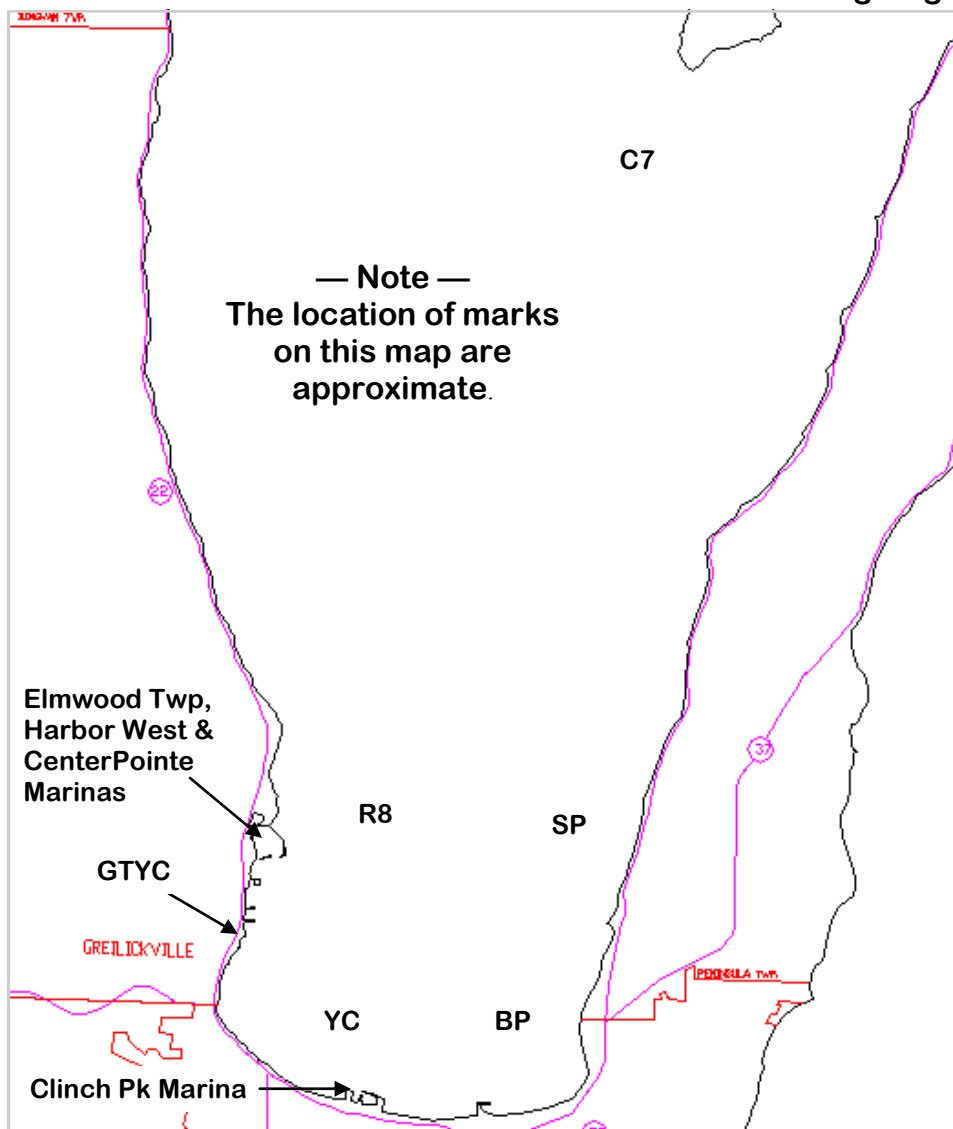 C7
— Note —
The location of marks
on this map are
approximate.
22
Elmwood Twp,
Harbor West &
CenterPointe
Marinas
37
R8
SP
GTYC
GREILICKVILLE
PENINSULA TWP.
YC
BP
Clinch Pk Marina